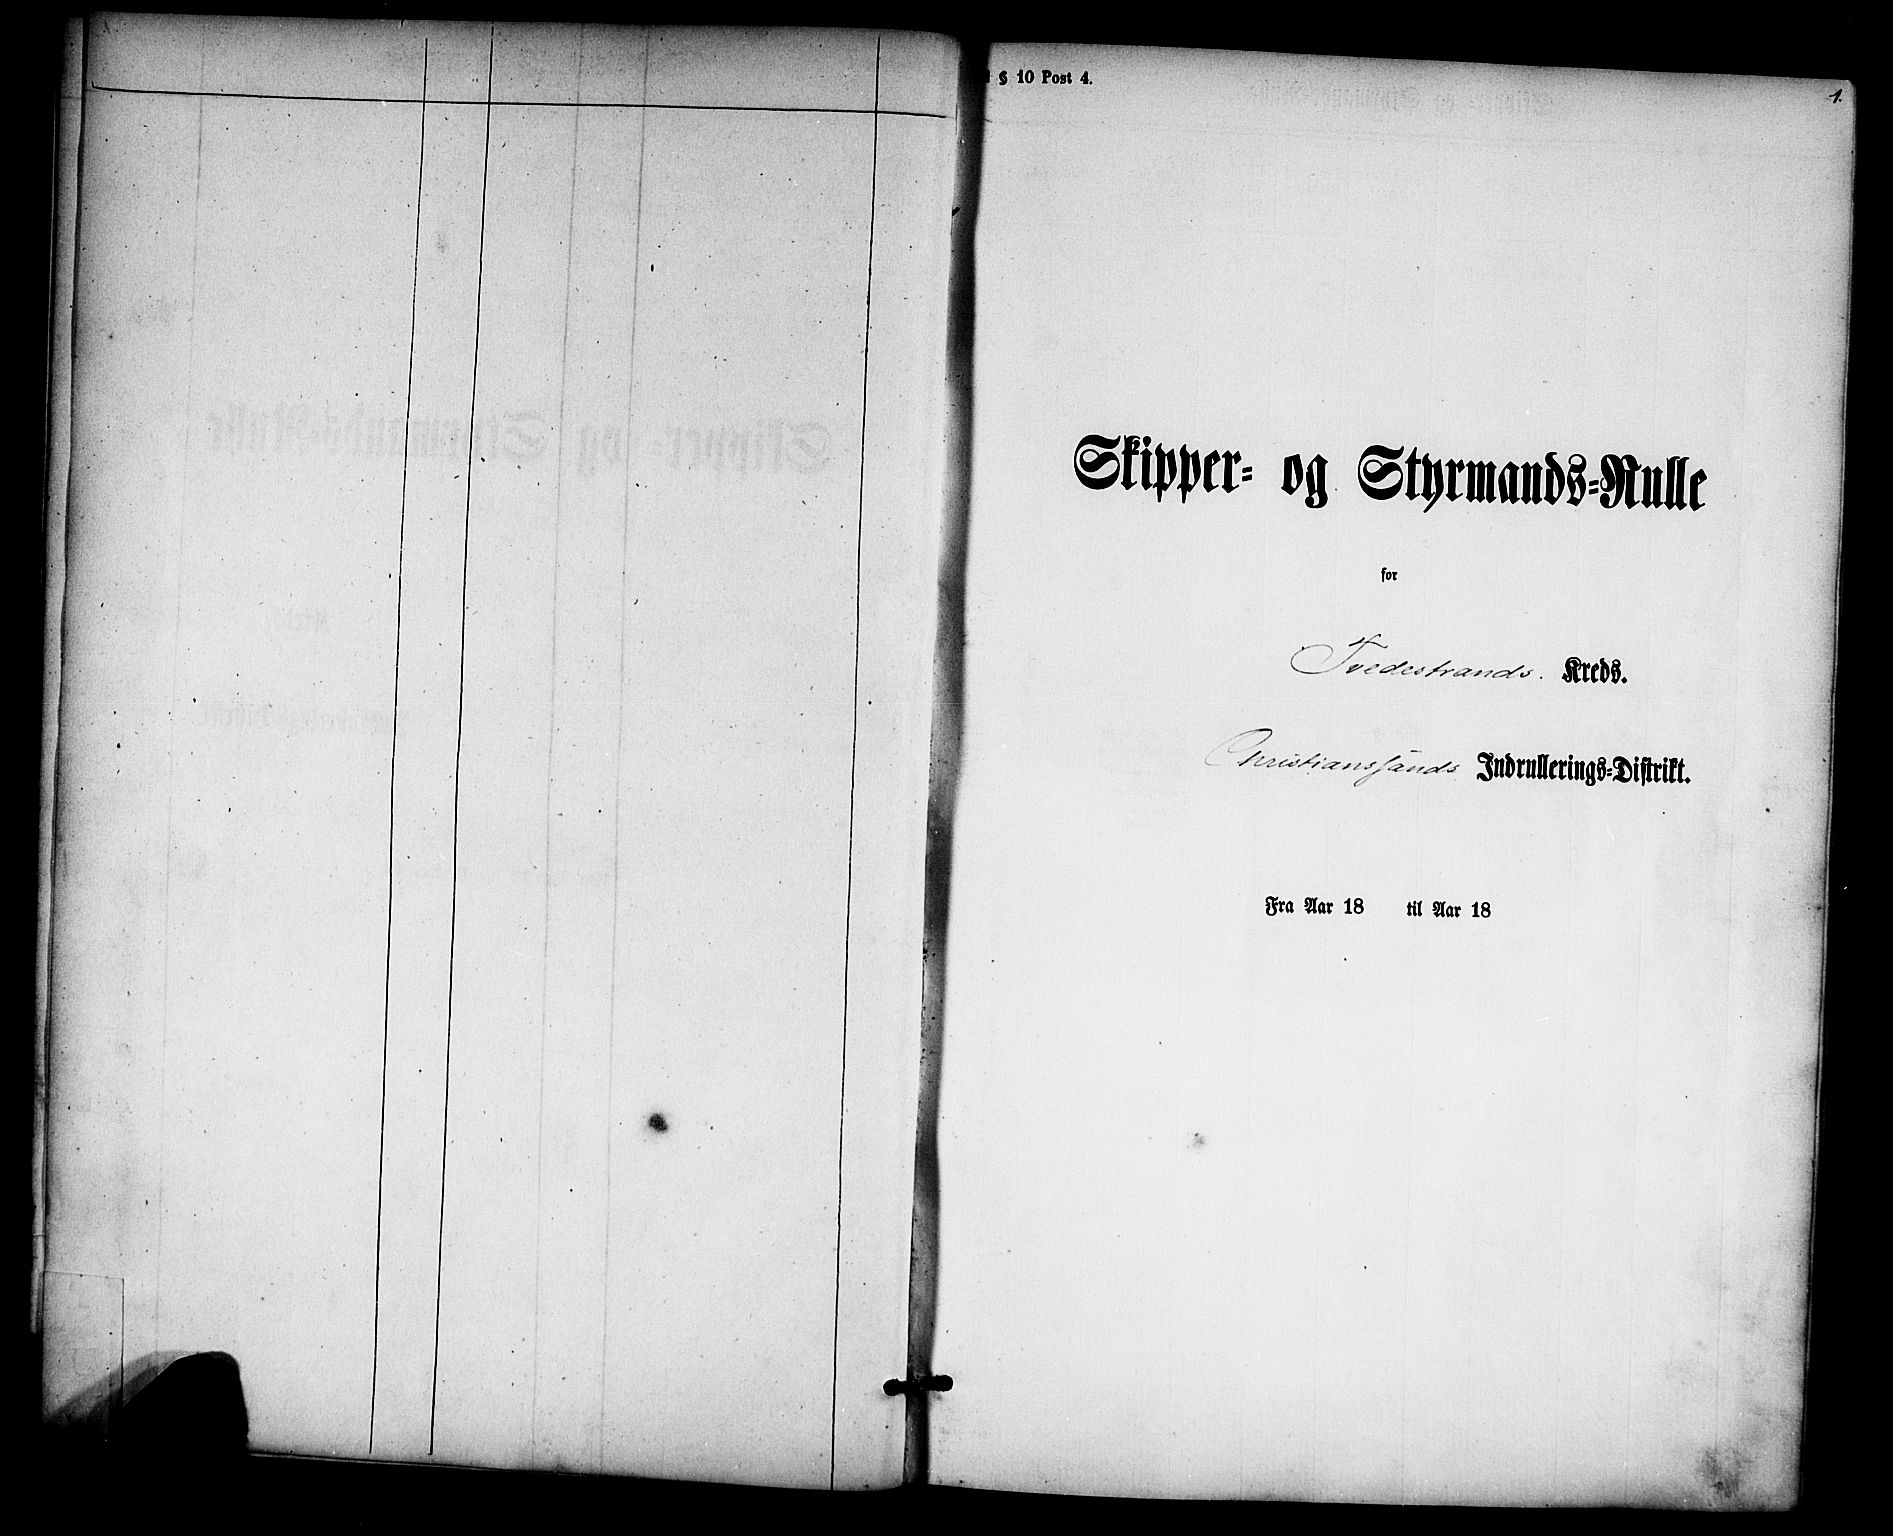 § 10 Post 4.
1.
Skipper- og Styrmands-Rulle
for
Tvedestrands. Kreds.
Christianssands Indrullerings-Distrikt.
Fra Aar 18 til Aar 18